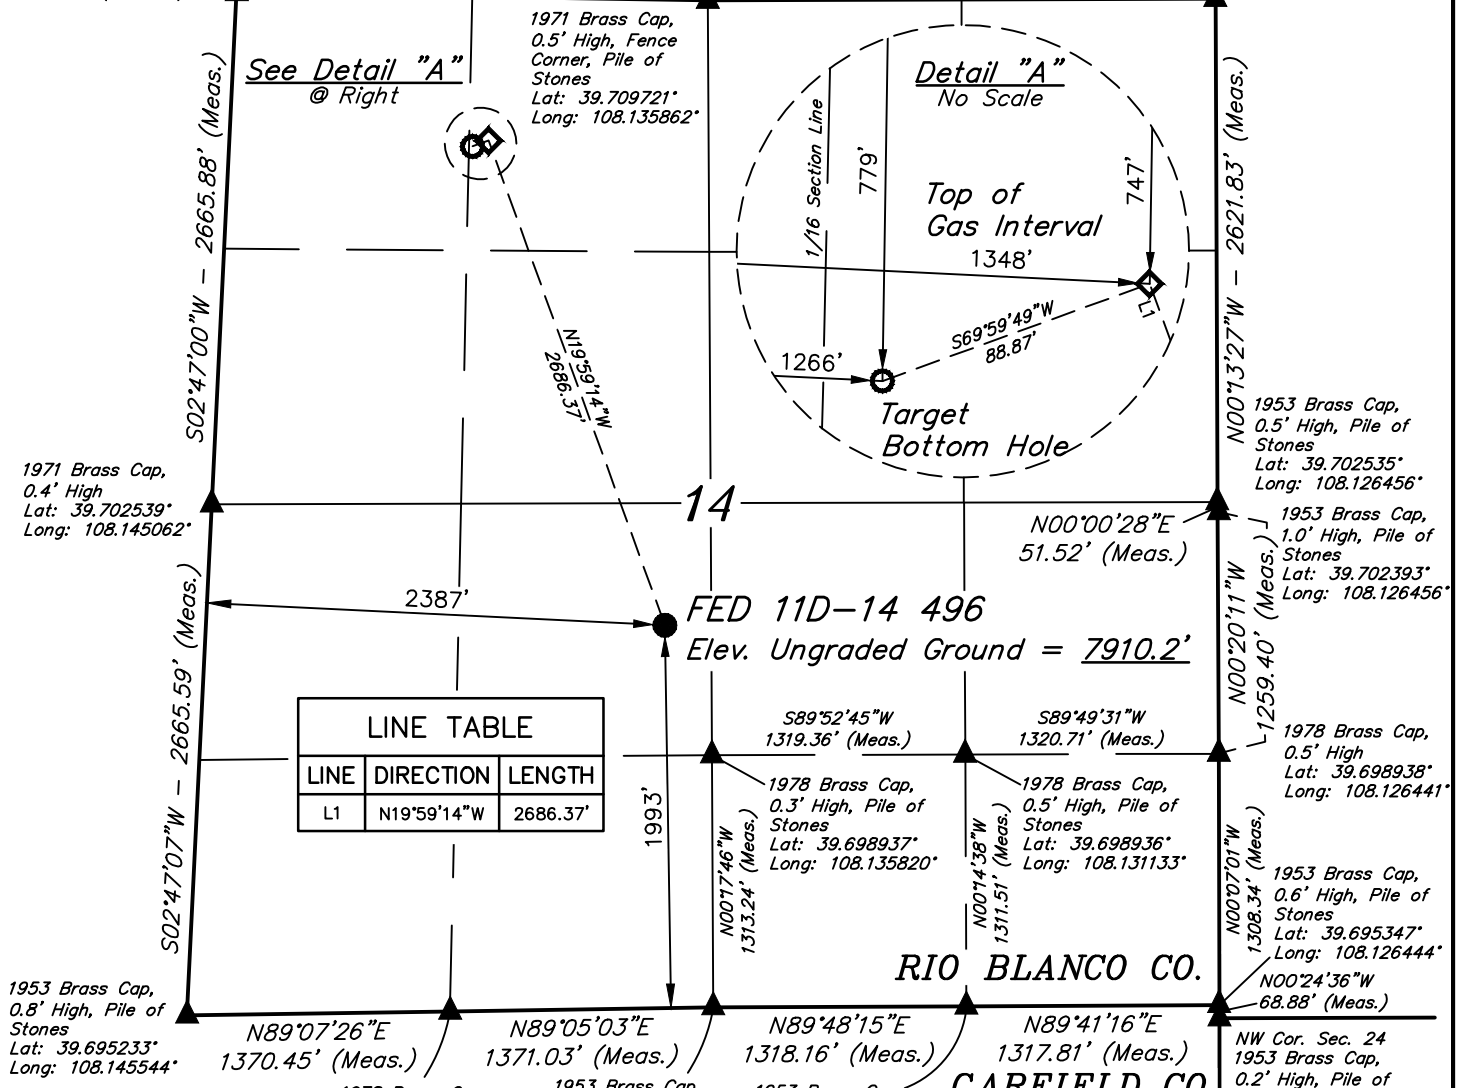 1971 Brass Cap,
0.5' High, Fence
Corner, Pile of
Stones
Lat: 39.709721°
Long: 108.135862°
See Detail "A"
@ Right
Detail "A"
No Scale
S02°47'00"W - 2665.88' (Meas.)
1/16 Section Line
779'
747'
Top of
Gas Interval
1348'
L1
S69°59'49"W
88.87'
1266'
Target
Bottom Hole
N00°13'27"W - 2621.83' (Meas.)
N19°59'14"W
2686.37'
1953 Brass Cap,
0.5' High, Pile of
Stones
Lat: 39.702535°
Long: 108.126456°
1971 Brass Cap,
0.4' High
Lat: 39.702539°
Long: 108.145062°
14
N00°00'28"E
51.52' (Meas.)
1953 Brass Cap,
1.0' High, Pile of
Stones
Lat: 39.702393°
Long: 108.126456°
2387'
FED 11D-14 496
Elev. Ungraded Ground = 7910.2'
N00°20'11"W
1259.40' (Meas.)
S02°47'07"W - 2665.59' (Meas.)
LINE TABLE
LINE DIRECTION LENGTH
L1 N19°59'14"W 2686.37'
1993'
S89°52'45"W
1319.36' (Meas.)
S89°49'31"W
1320.71' (Meas.)
1978 Brass Cap,
0.5' High
Lat: 39.698938°
Long: 108.126441°
1978 Brass Cap,
0.3' High, Pile of
Stones
Lat: 39.698937°
Long: 108.135820°
1978 Brass Cap,
0.5' High, Pile of
Stones
Lat: 39.698936°
Long: 108.131133°
N00°17'46"W
1313.24' (Meas.)
N00°14'38"W
1311.51' (Meas.)
N00°07'01"W
1308.34' (Meas.)
1953 Brass Cap,
0.6' High, Pile of
Stones
Lat: 39.695347°
Long: 108.126444°
RIO BLANCO CO.
N00°24'36"W
68.88' (Meas.)
1953 Brass Cap,
0.8' High, Pile of
Stones
Lat: 39.695233°
Long: 108.145544°
N89°07'26"E
1370.45' (Meas.)
N89°05'03"E
1371.03' (Meas.)
N89°48'15"E
1318.16' (Meas.)
N89°41'16"E
1317.81' (Meas.)
NW Cor. Sec. 24
1953 Brass Cap,
0.2' High, Pile of
1953 Brass Cap
GARFIELD CO